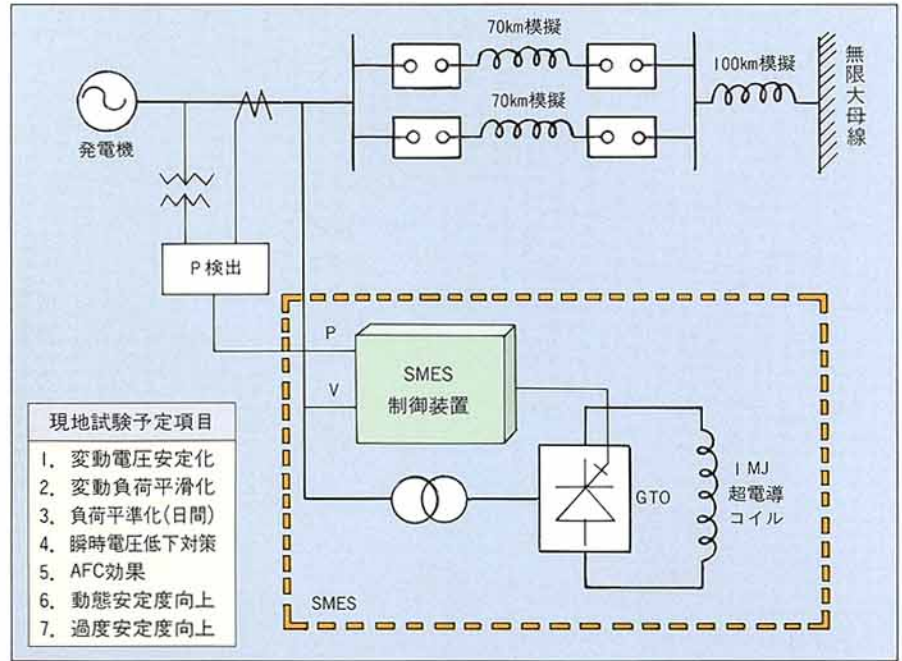 70km模擬
100km模擬
無限大母線
70km模擬
発電機
P検出
P
V
SMES
制御装置
GTO
1MJ
超電導
コイル
SMES
現地試験予定項目
1. 変動電圧安定化
2. 変動負荷平滑化
3. 負荷平準化(日間)
4. 瞬時電圧低下対策
5. AFC効果
6. 動態安定度向上
7. 過度安定度向上